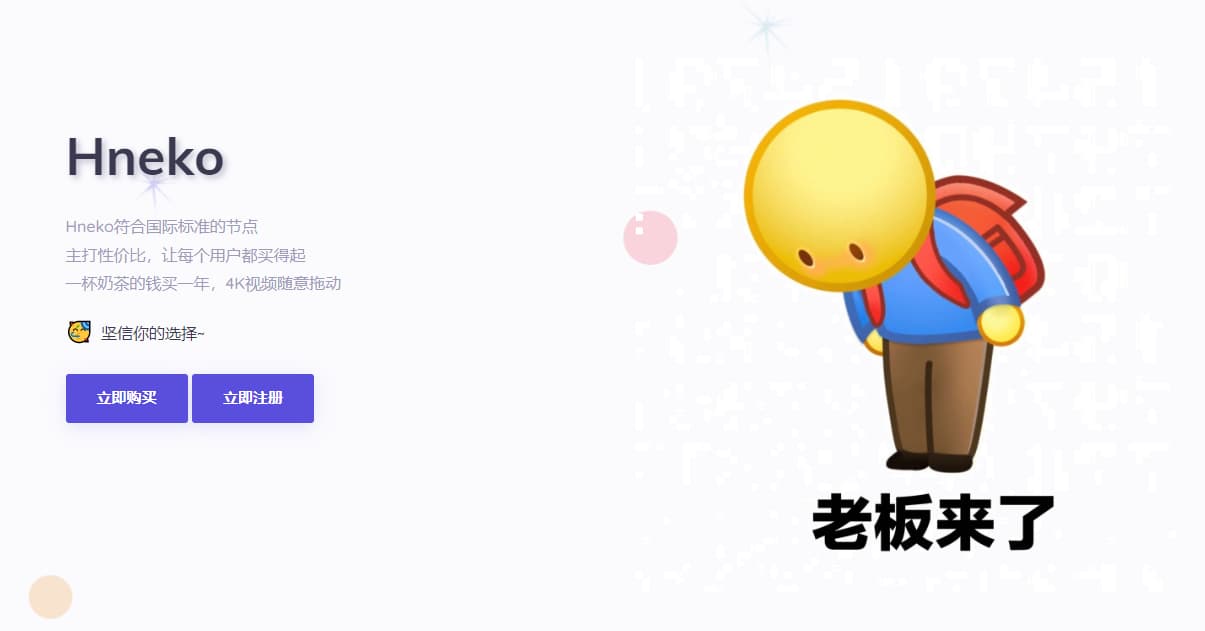 Hneko
Hneko符合国际标准的节点
主打性价比，让每个用户都买得起
一杯奶茶的钱买一年，4K视频随意拖动
坚信你的选择~
立即购买 立即注册
老板来了